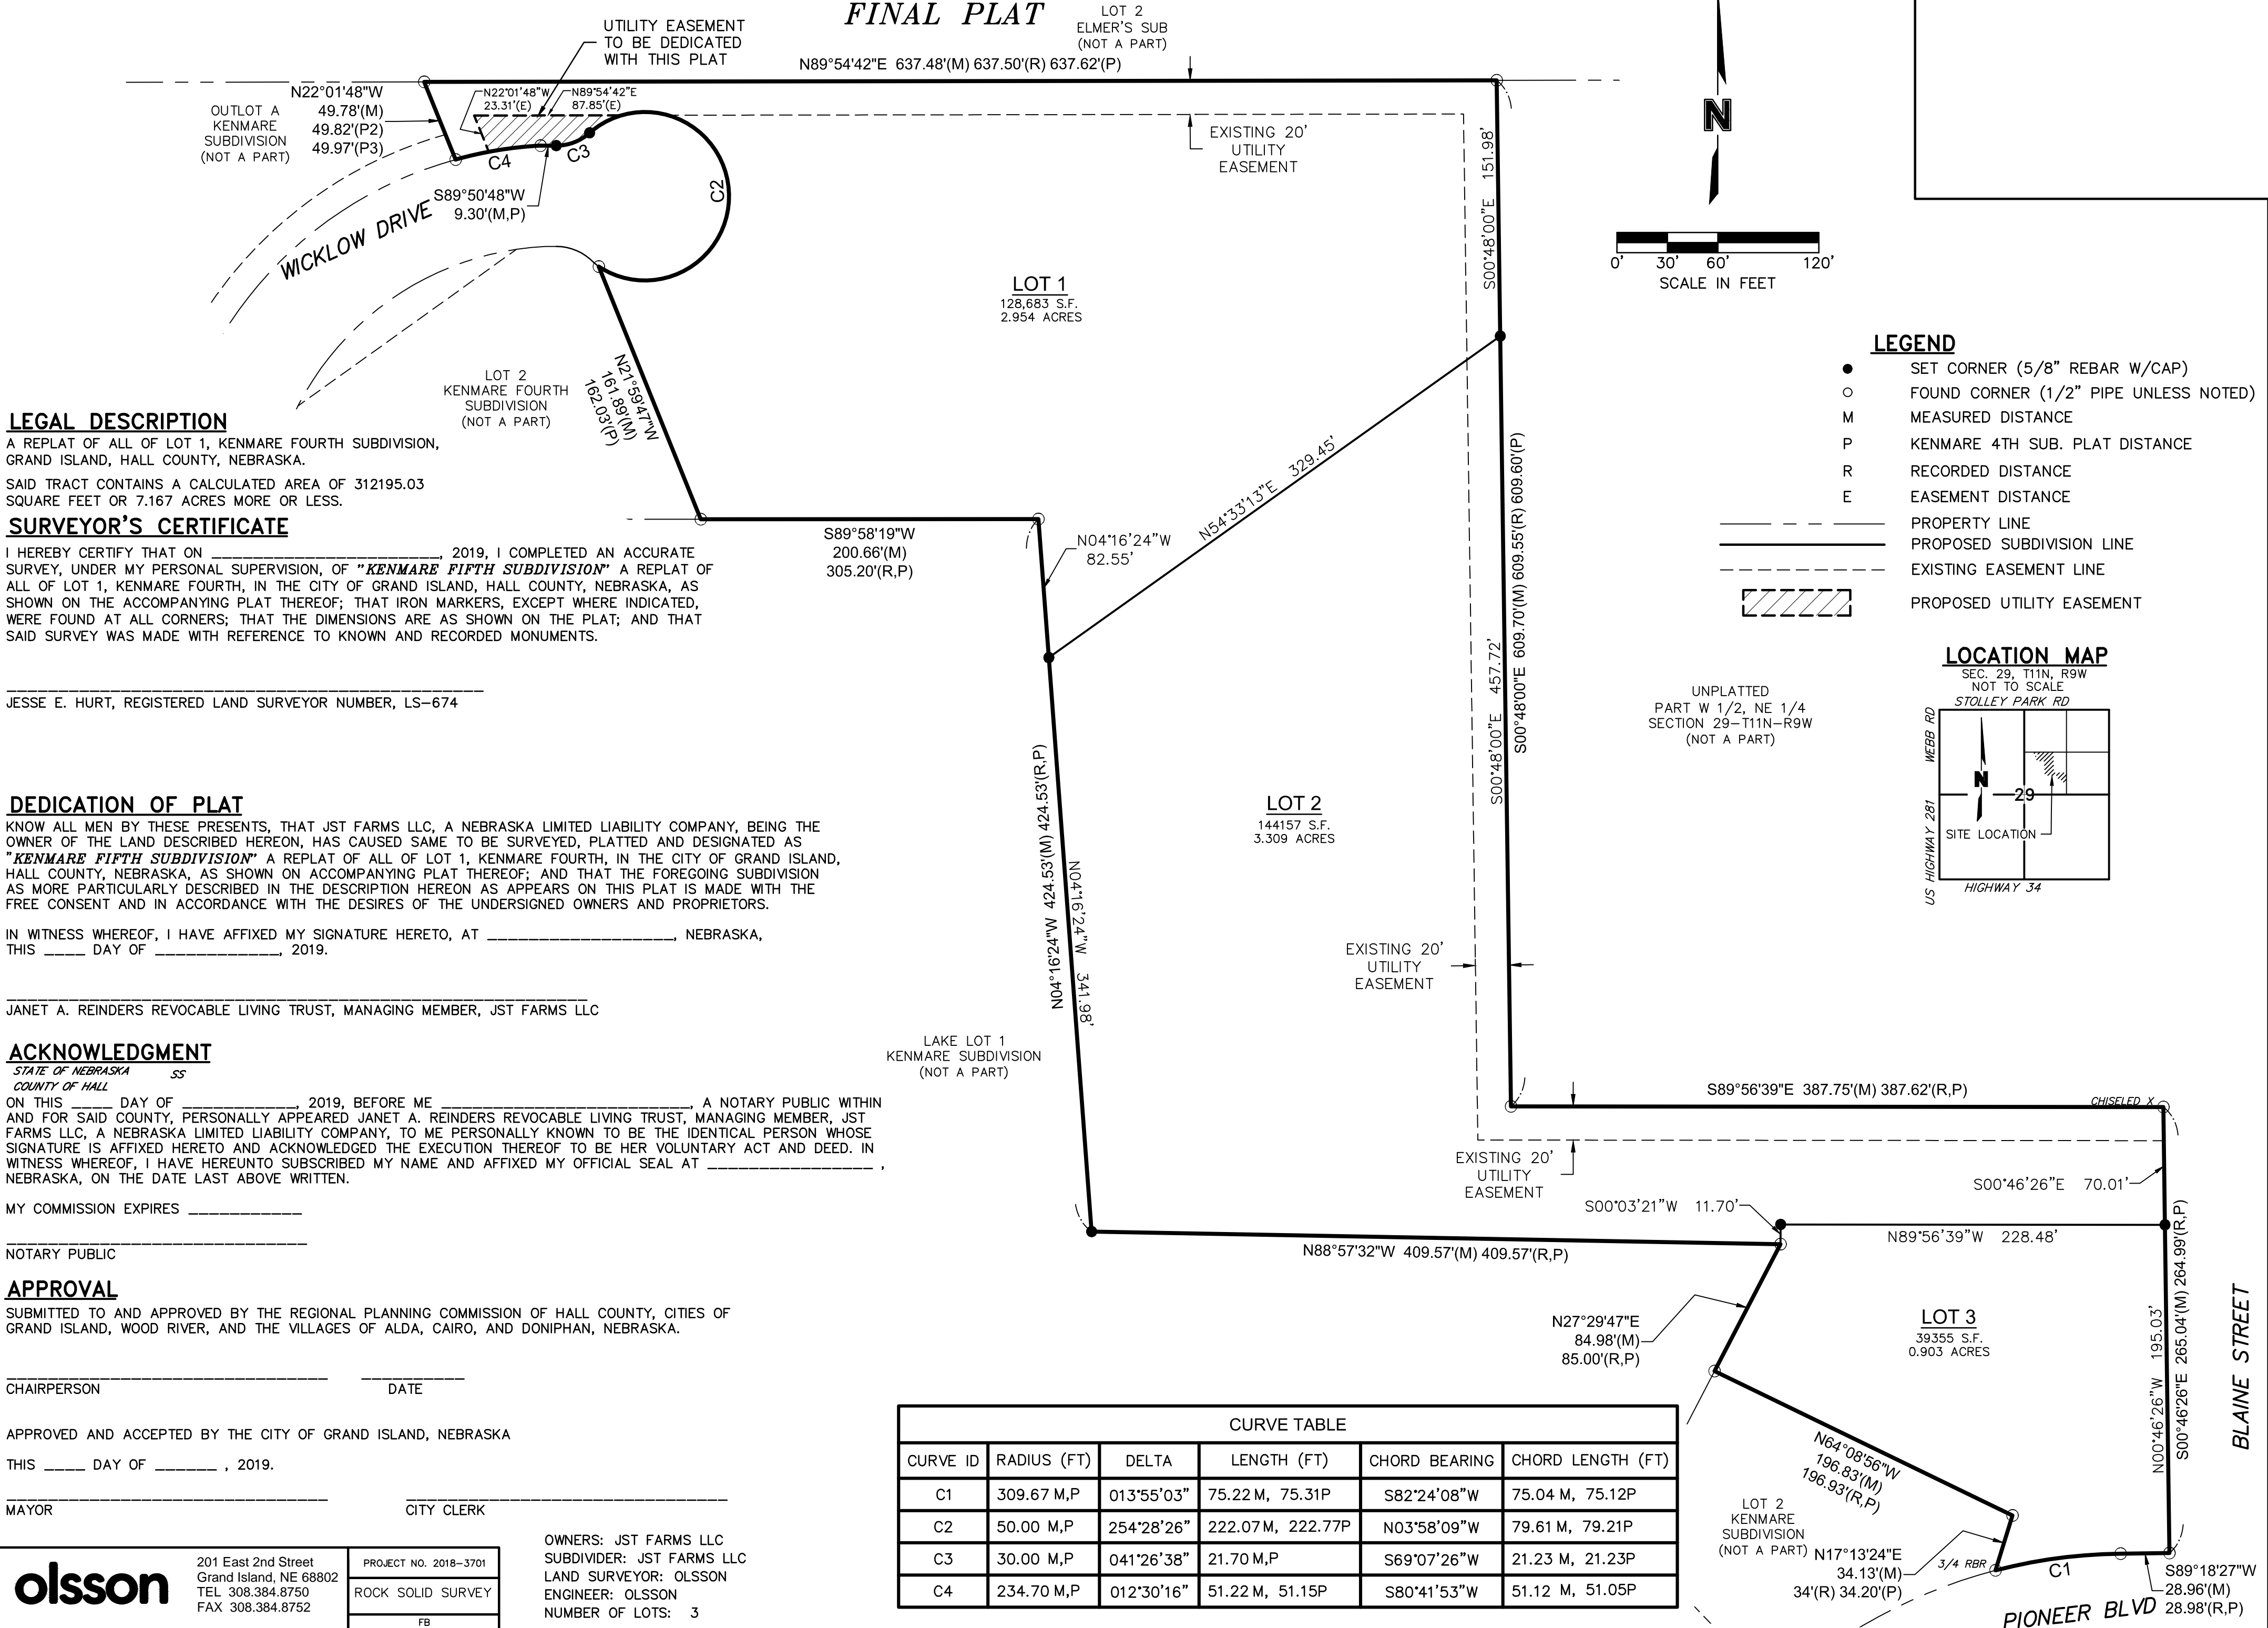 FINAL PLAT
LOT 2
ELMER'S SUB
(NOT A PART)
UTILITY EASEMENT
TO BE DEDICATED
WITH THIS PLAT
N89°54'42"E 637.48'(M) 637.50'(R) 637.62'(P)
N22°01'48"W
49.78'(M)
49.82'(P2)
49.97'(P3)
OUTLOT A
KENMARE
SUBDIVISION
(NOT A PART)
N22°01'48"W
23.31'(E)
N89°54'42"E
87.85'(E)
C4
C3
C2
S89°50'48"W
9.30'(M,P)
WICKLOW DRIVE
EXISTING 20'
UTILITY
EASEMENT
S00°48'00"E 151.98'
LOT 1
128,683 S.F.
2.954 ACRES
N
0' 30' 60' 120'
SCALE IN FEET
LEGEND
SET CORNER (5/8" REBAR W/CAP)
FOUND CORNER (1/2" PIPE UNLESS NOTED)
M MEASURED DISTANCE
P KENMARE 4TH SUB. PLAT DISTANCE
R RECORDED DISTANCE
E EASEMENT DISTANCE
PROPERTY LINE
PROPOSED SUBDIVISION LINE
EXISTING EASEMENT LINE
PROPOSED UTILITY EASEMENT
LOT 2
KENMARE FOURTH
SUBDIVISION
(NOT A PART)
N21°59'47"W
161.89'(M)
162.03'(P)
LEGAL DESCRIPTION
A REPLAT OF ALL OF LOT 1, KENMARE FOURTH SUBDIVISION,
GRAND ISLAND, HALL COUNTY, NEBRASKA.
SAID TRACT CONTAINS A CALCULATED AREA OF 312195.03
SQUARE FEET OR 7.167 ACRES MORE OR LESS.
SURVEYOR'S CERTIFICATE
I HEREBY CERTIFY THAT ON ______________________, 2019, I COMPLETED AN ACCURATE
SURVEY, UNDER MY PERSONAL SUPERVISION, OF "KENMARE FIFTH SUBDIVISION" A REPLAT OF
ALL OF LOT 1, KENMARE FOURTH, IN THE CITY OF GRAND ISLAND, HALL COUNTY, NEBRASKA, AS
SHOWN ON THE ACCOMPANYING PLAT THEREOF; THAT IRON MARKERS, EXCEPT WHERE INDICATED,
WERE FOUND AT ALL CORNERS; THAT THE DIMENSIONS ARE AS SHOWN ON THE PLAT; AND THAT
SAID SURVEY WAS MADE WITH REFERENCE TO KNOWN AND RECORDED MONUMENTS.
JESSE E. HURT, REGISTERED LAND SURVEYOR NUMBER, LS-674
S89°58'19"W
200.66'(M)
305.20'(R,P)
N04°16'24"W
82.55'
N54°33'13"E 329.45'
S00°48'00"E 457.72'
S00°48'00"E 609.70'(M) 609.55'(R) 609.60'(P)
UNPLATTED
PART W 1/2, NE 1/4
SECTION 29-T11N-R9W
(NOT A PART)
LOCATION MAP
SEC. 29, T11N, R9W
NOT TO SCALE
STOLLEY PARK RD
WEBB RD
US HIGHWAY 281
N
29
SITE LOCATION
HIGHWAY 34
DEDICATION OF PLAT
KNOW ALL MEN BY THESE PRESENTS, THAT JST FARMS LLC, A NEBRASKA LIMITED LIABILITY COMPANY, BEING THE
OWNER OF THE LAND DESCRIBED HEREON, HAS CAUSED SAME TO BE SURVEYED, PLATTED AND DESIGNATED AS
"KENMARE FIFTH SUBDIVISION" A REPLAT OF ALL OF LOT 1, KENMARE FOURTH, IN THE CITY OF GRAND ISLAND,
HALL COUNTY, NEBRASKA, AS SHOWN ON ACCOMPANYING PLAT THEREOF; AND THAT THE FOREGOING SUBDIVISION
AS MORE PARTICULARLY DESCRIBED IN THE DESCRIPTION HEREON AS APPEARS ON THIS PLAT IS MADE WITH THE
FREE CONSENT AND IN ACCORDANCE WITH THE DESIRES OF THE UNDERSIGNED OWNERS AND PROPRIETORS.
IN WITNESS WHEREOF, I HAVE AFFIXED MY SIGNATURE HERETO, AT __________________, NEBRASKA,
THIS ____ DAY OF ____________, 2019.
JANET A. REINDERS REVOCABLE LIVING TRUST, MANAGING MEMBER, JST FARMS LLC
LOT 2
144157 S.F.
3.309 ACRES
N04°16'24"W 424.53'(M) 424.53'(R,P)
N04°16'24"W 341.98'
EXISTING 20'
UTILITY
EASEMENT
LAKE LOT 1
KENMARE SUBDIVISION
(NOT A PART)
ACKNOWLEDGMENT
STATE OF NEBRASKA SS
COUNTY OF HALL
ON THIS ____ DAY OF ___________, 2019, BEFORE ME ________________________, A NOTARY PUBLIC WITHIN
AND FOR SAID COUNTY, PERSONALLY APPEARED JANET A. REINDERS REVOCABLE LIVING TRUST, MANAGING MEMBER, JST
FARMS LLC, A NEBRASKA LIMITED LIABILITY COMPANY, TO ME PERSONALLY KNOWN TO BE THE IDENTICAL PERSON WHOSE
SIGNATURE IS AFFIXED HERETO AND ACKNOWLEDGED THE EXECUTION THEREOF TO BE HER VOLUNTARY ACT AND DEED. IN
WITNESS WHEREOF, I HAVE HEREUNTO SUBSCRIBED MY NAME AND AFFIXED MY OFFICIAL SEAL AT ________________ ,
NEBRASKA, ON THE DATE LAST ABOVE WRITTEN.
MY COMMISSION EXPIRES ___________
NOTARY PUBLIC
S89°56'39"E 387.75'(M) 387.62'(R,P)
CHISELED X
EXISTING 20'
UTILITY
EASEMENT
S00°46'26"E 70.01'
S00°03'21"W 11.70'
N89°56'39"W 228.48'
N88°57'32"W 409.57'(M) 409.57'(R,P)
N27°29'47"E
84.98'(M)
85.00'(R,P)
LOT 3
39355 S.F.
0.903 ACRES
N00°46'26"W 195.03'
S00°46'26"E 265.04'(M) 264.99'(R,P)
BLAINE STREET
APPROVAL
SUBMITTED TO AND APPROVED BY THE REGIONAL PLANNING COMMISSION OF HALL COUNTY, CITIES OF
GRAND ISLAND, WOOD RIVER, AND THE VILLAGES OF ALDA, CAIRO, AND DONIPHAN, NEBRASKA.
CHAIRPERSON DATE
APPROVED AND ACCEPTED BY THE CITY OF GRAND ISLAND, NEBRASKA
THIS ____ DAY OF ______ , 2019.
MAYOR CITY CLERK
CURVE TABLE
CURVE ID RADIUS (FT) DELTA LENGTH (FT) CHORD BEARING CHORD LENGTH (FT)
C1 309.67 M,P 013°55'03" 75.22 M, 75.31P S82°24'08"W 75.04 M, 75.12P
C2 50.00 M,P 254°28'26" 222.07 M, 222.77P N03°58'09"W 79.61 M, 79.21P
C3 30.00 M,P 041°26'38" 21.70 M,P S69°07'26"W 21.23 M, 21.23P
C4 234.70 M,P 012°30'16" 51.22 M, 51.15P S80°41'53"W 51.12 M, 51.05P
N64°08'56"W
196.83'(M)
196.93'(R,P)
LOT 2
KENMARE
SUBDIVISION
(NOT A PART)
N17°13'24"E
34.13'(M)
34'(R) 34.20'(P)
3/4 RBR
C1
S89°18'27"W
28.96'(M)
28.98'(R,P)
PIONEER BLVD
olsson
201 East 2nd Street
Grand Island, NE 68802
TEL 308.384.8750
FAX 308.384.8752
PROJECT NO. 2018-3701
ROCK SOLID SURVEY
FB
OWNERS: JST FARMS LLC
SUBDIVIDER: JST FARMS LLC
LAND SURVEYOR: OLSSON
ENGINEER: OLSSON
NUMBER OF LOTS: 3